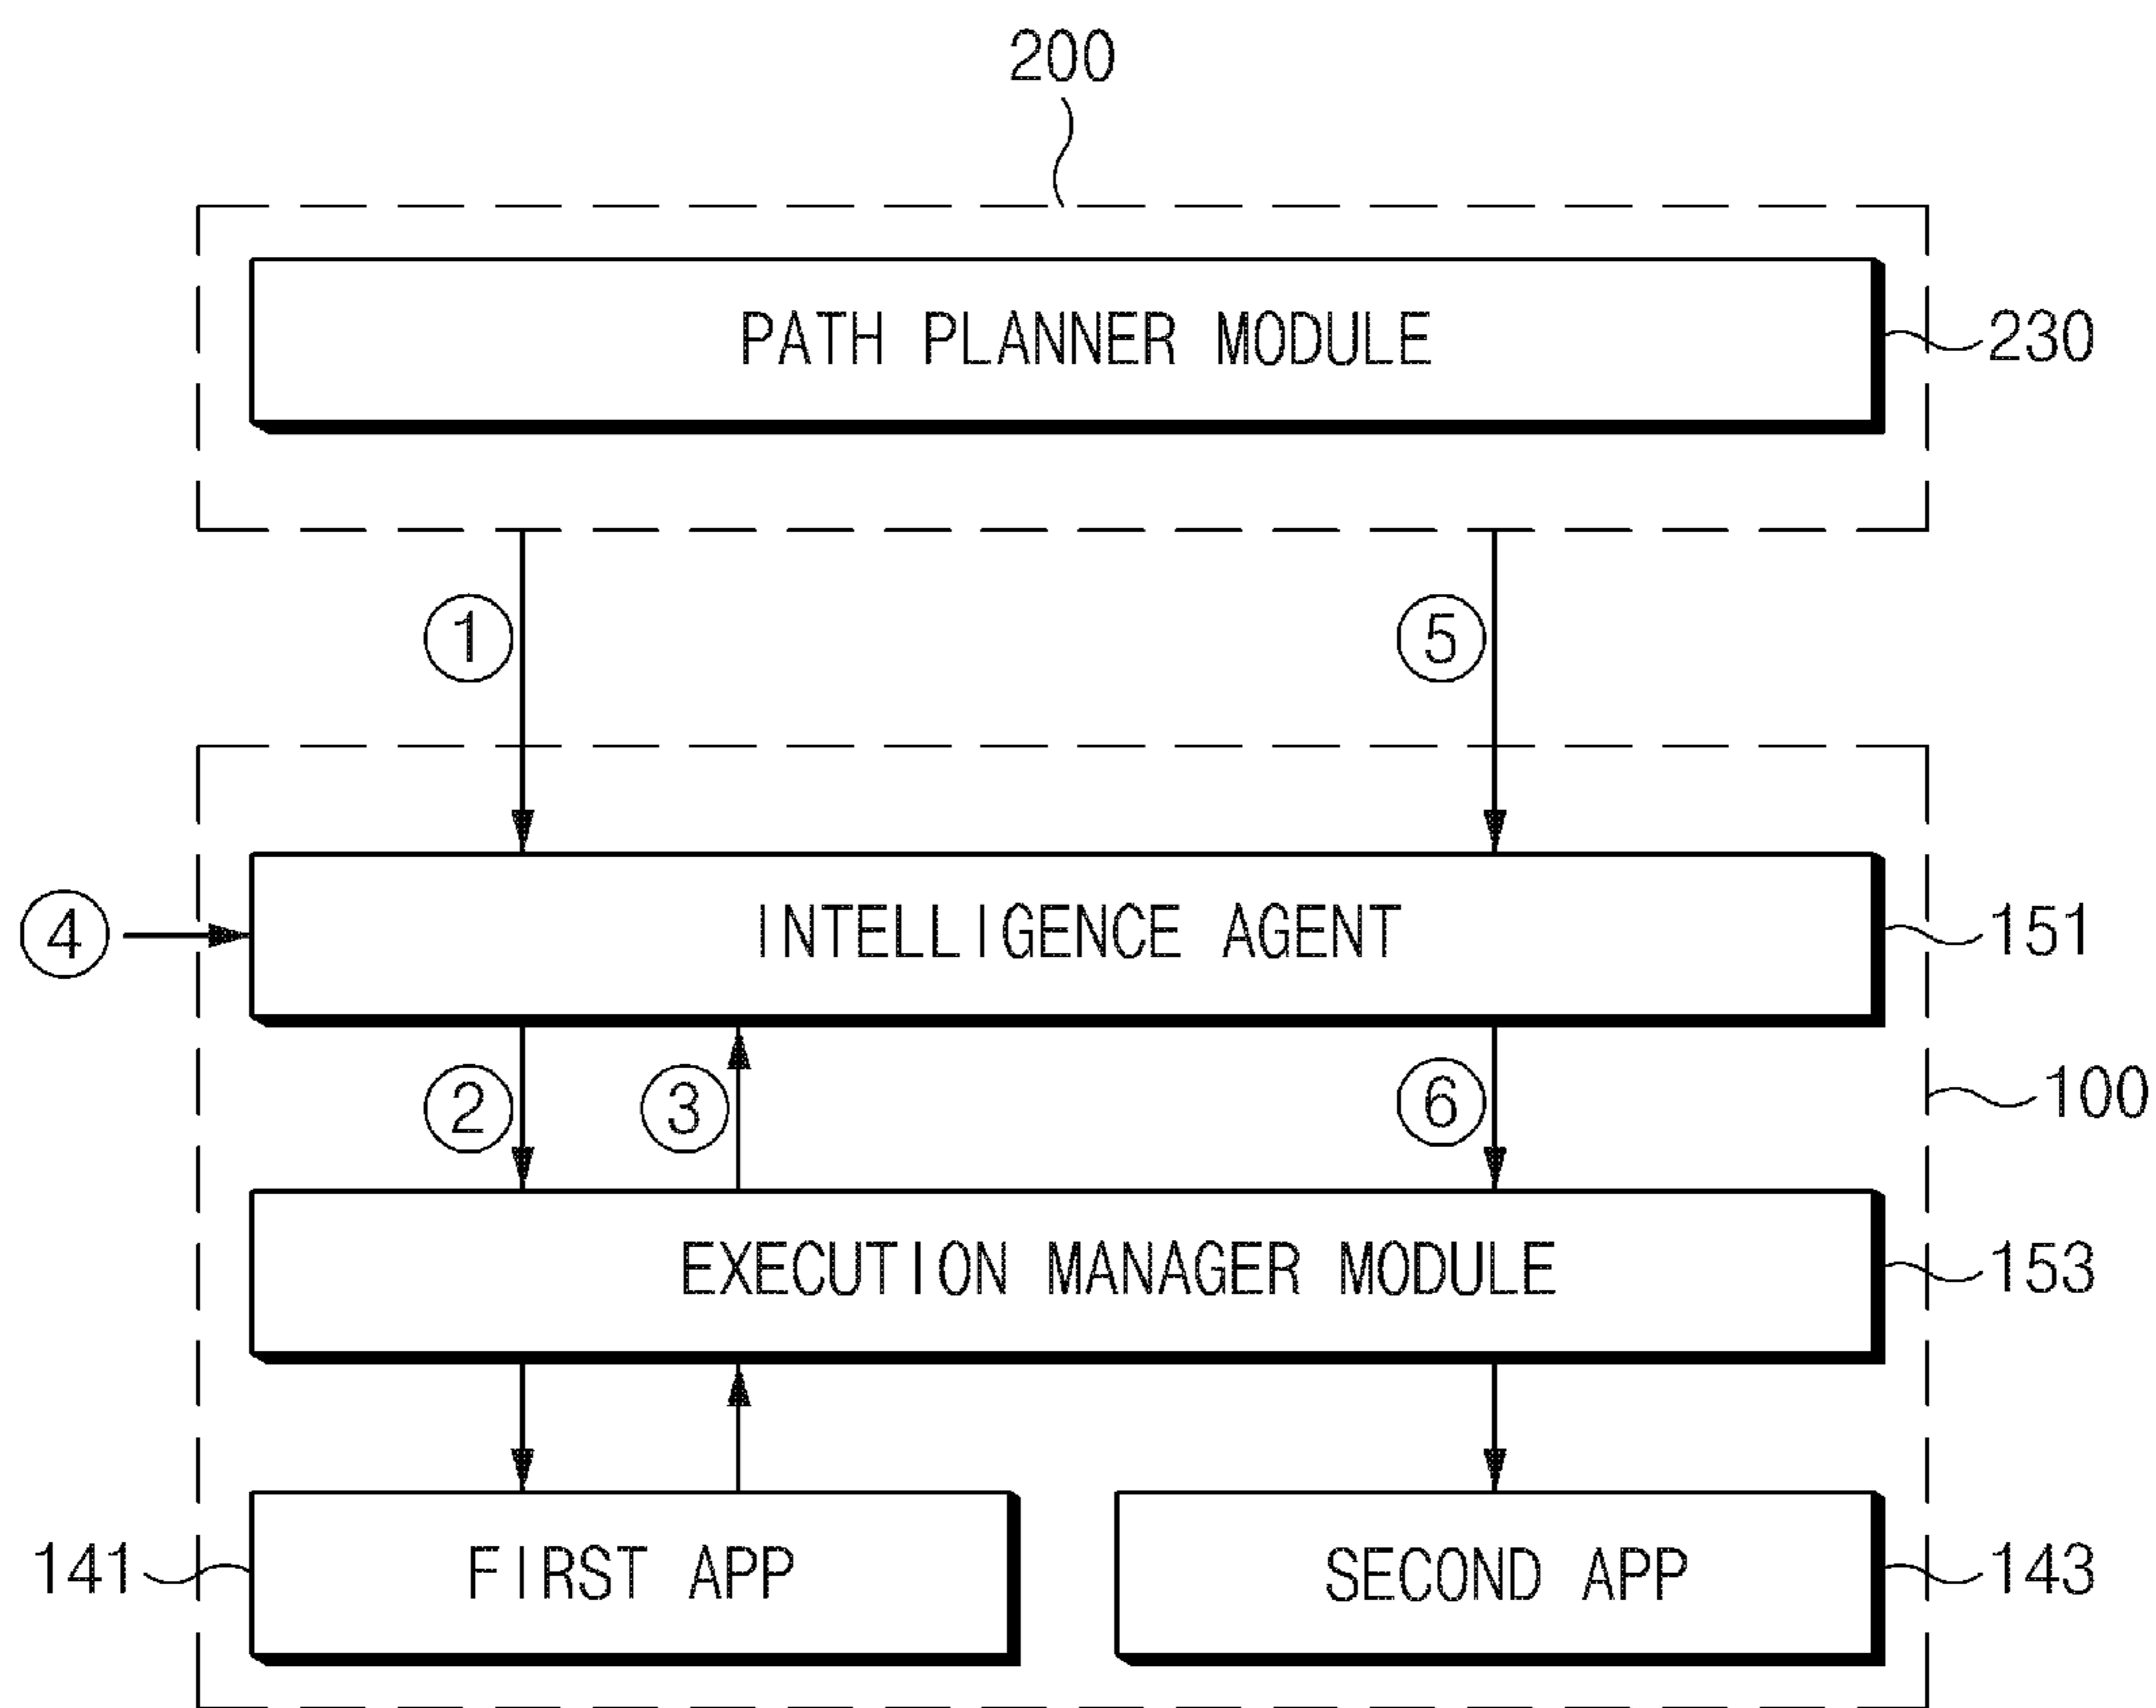 200
PATH PLANNER MODULE
230
①
⑤
④
INTELLIGENCE AGENT
151
②
③
⑥
100
EXECUTION MANAGER MODULE
153
141
FIRST APP
SECOND APP
143